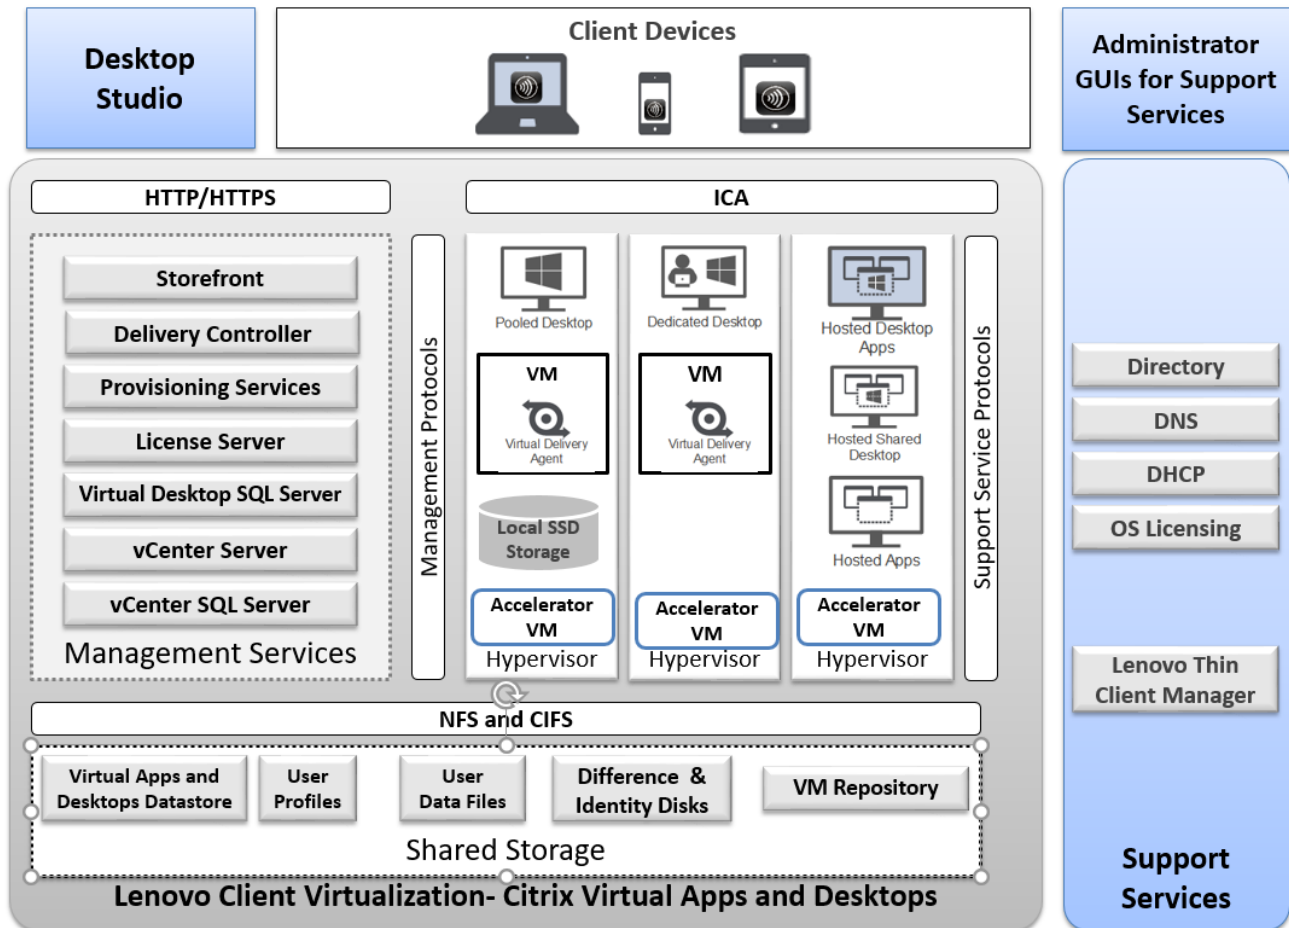 Desktop
Studio
Client Devices
Administrator
GUIs for Support
Services
HTTP/HTTPS
ICA
Storefront
Delivery Controller
Provisioning Services
License Server
Virtual Desktop SQL Server
vCenter Server
vCenter SQL Server
Management Services
Management Protocols
Pooled Desktop
VM
Virtual Delivery
Agent
Local SSD
Storage
Accelerator
VM
Hypervisor
Dedicated Desktop
VM
Virtual Delivery
Agent
Accelerator
VM
Hypervisor
Hosted Desktop
Apps
Hosted Shared
Desktop
Hosted Apps
Accelerator
VM
Hypervisor
Support Service Protocols
Directory
DNS
DHCP
OS Licensing
Lenovo Thin
Client Manager
Support
Services
NFS and CIFS
Virtual Apps and
Desktops Datastore
User
Profiles
User
Data Files
Difference &
Identity Disks
VM Repository
Shared Storage
Lenovo Client Virtualization- Citrix Virtual Apps and Desktops